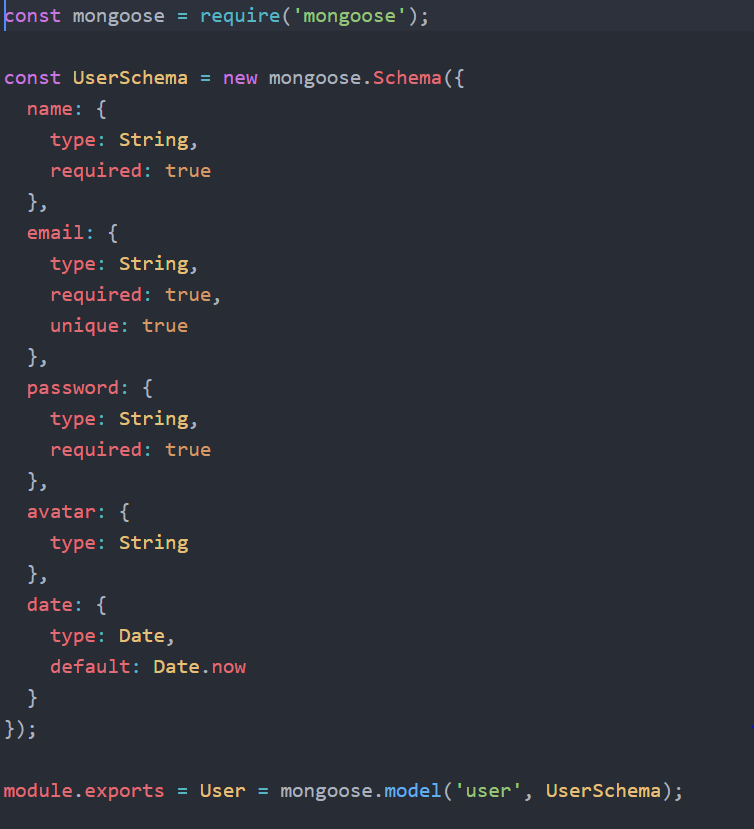 const mongoose = require('mongoose');
const UserSchema = new mongoose.Schema({
  name: {
    type: String,
    required: true
  },
  email: {
    type: String,
    required: true,
    unique: true
  },
  password: {
    type: String,
    required: true
  },
  avatar: {
    type: String
  },
  date: {
    type: Date,
    default: Date.now
  }
});
module.exports = User = mongoose.model('user', UserSchema);